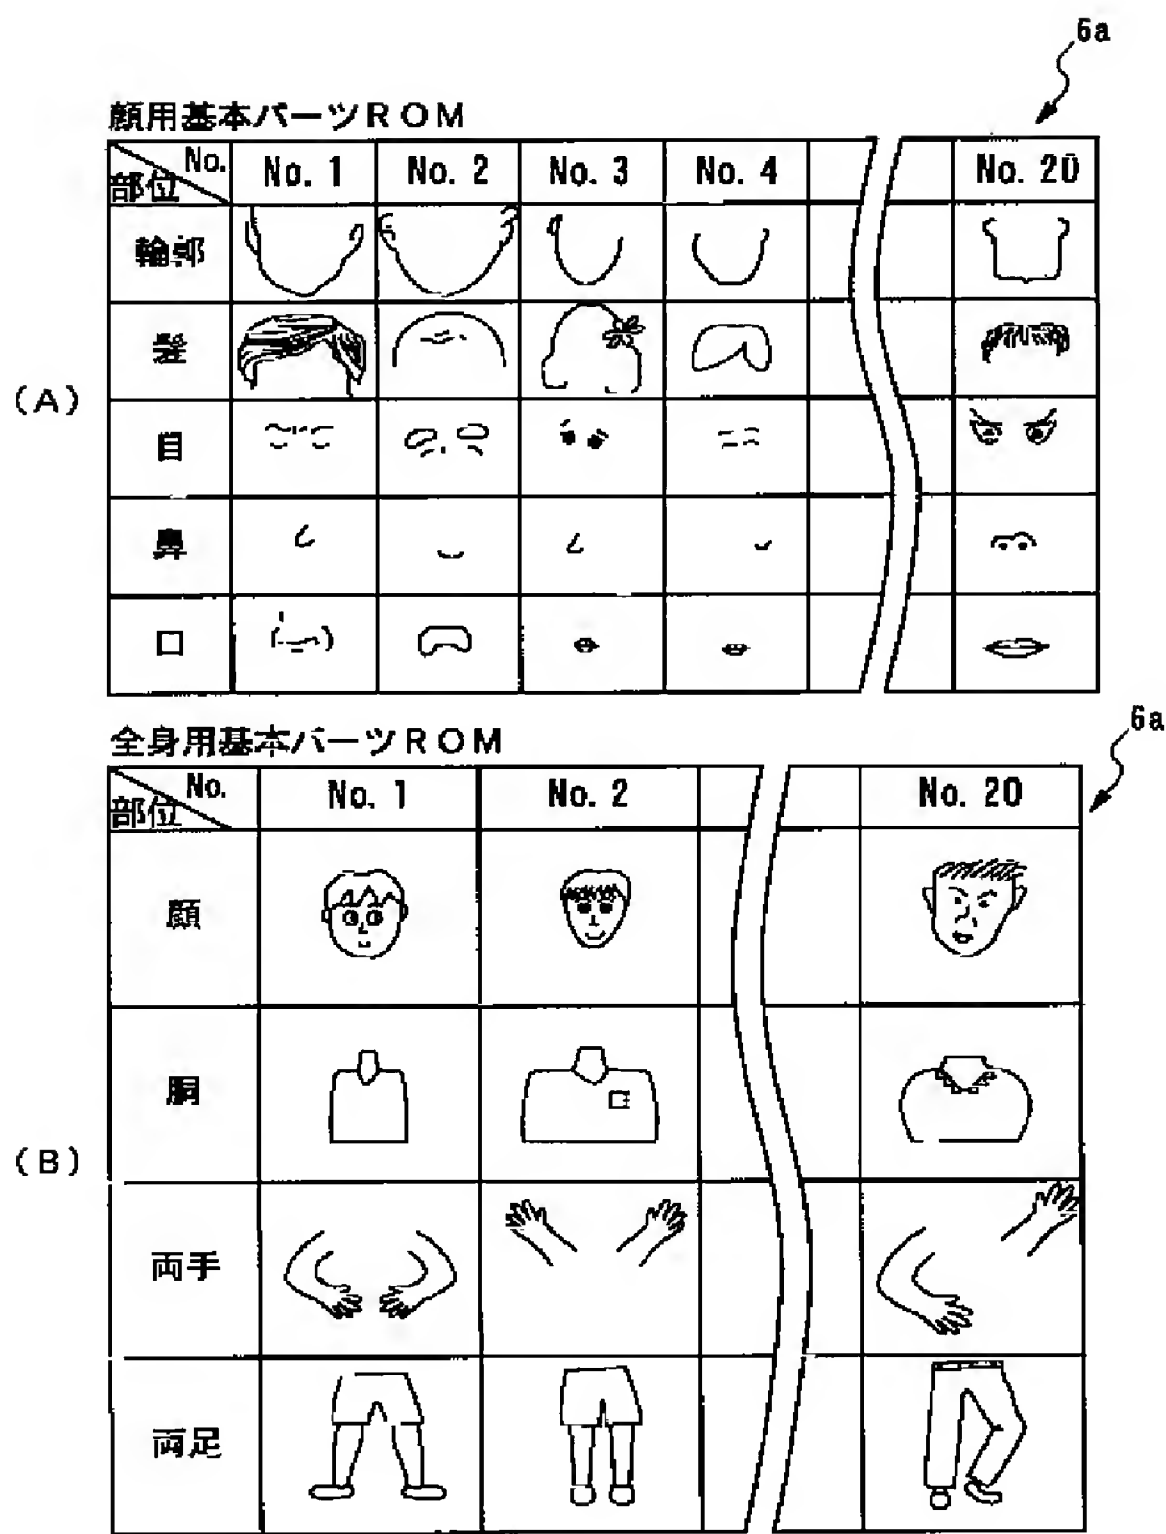 6a
顔用基本パーツROM
部位 No. No. 1 No. 2 No. 3 No. 4 No. 20
輪郭
髪
(A)
目
鼻
口
6a
全身用基本パーツROM
部位 No. No. 1 No. 2 No. 20
顔
胴
(B)
両手
両足